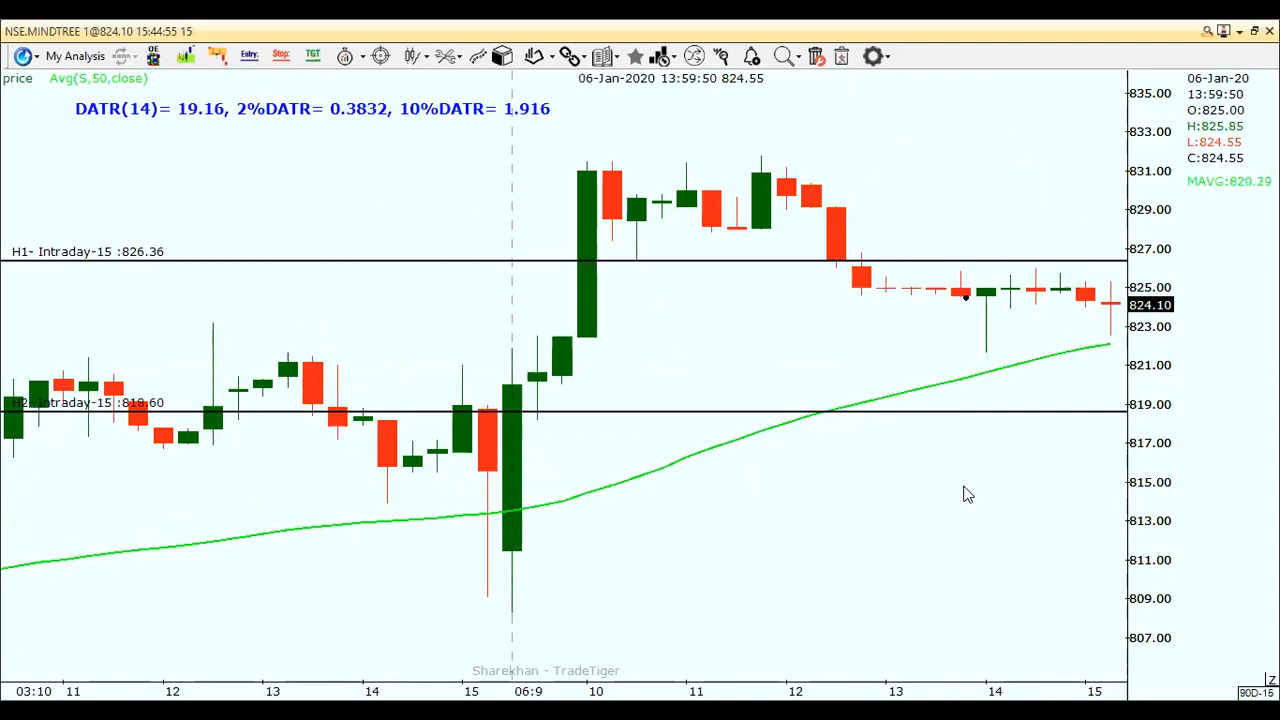 NSE.MINDTREE 1@824.10 15:44:55 15
OE My Analysis Entry Stop: TGT
price Avg(S,50,close) 06-Jan-2020 13:59:50 824.55
DATR(14)= 19.16, 2%DATR= 0.3832, 10%DATR= 1.916
06-Jan-20
13:59:50
O:825.00
H:825.85
L:824.55
C:824.55
MAVG:820.29
835.00
833.00
831.00
829.00
827.00
825.00
824.10
823.00
821.00
819.00
817.00
815.00
813.00
811.00
809.00
807.00
H1- Intraday-15 :826.36
H2- Intraday-15 :818.60
Sharekhan - TradeTiger
03:10 11 12 13 14 15 06:9 10 11 12 13 14 15
Z
90D-15